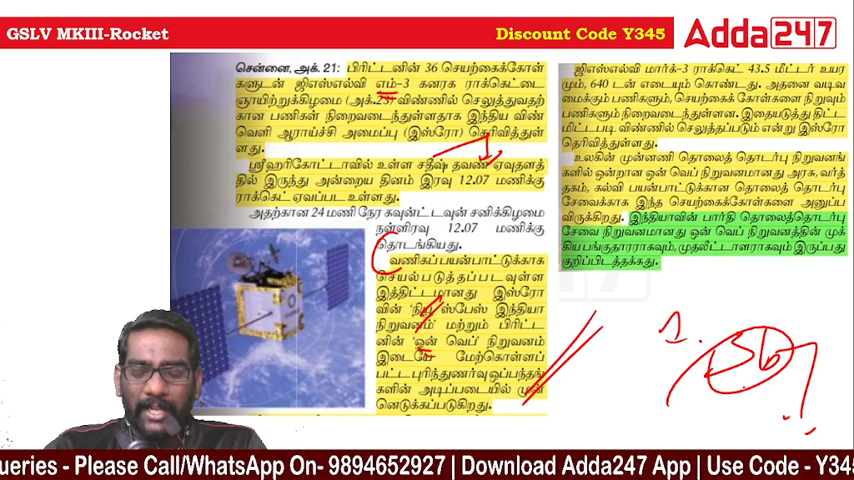 GSLV MKIII-Rocket
Discount Code Y345
Adda247
சென்னை, அக். 21: பிரிட்டனின் 36 செயற்கைக்கோள்
களுடன் ஜிஎஸ்எல்வி எம்-3 கனரக ராக்கெட்டை
ஞாயிற்றுக்கிழமை (அக்.23) விண்ணில் செலுத்துவதற்
கான பணிகள் நிறைவடைந்துள்ளதாக இந்திய விண்
வெளி ஆராய்ச்சி அமைப்பு (இஸ்ரோ) தெரிவித்துள்
ளது.
ஸ்ரீஹரிகோட்டாவில் உள்ள சதீஷ் தவண் ஏவுதளத்
தில் இருந்து அன்றைய தினம் இரவு 12.07 மணிக்கு
ராக்கெட் ஏவப்பட உள்ளது.
அதற்கான 24 மணி நேர கவுன்ட் டவுன் சனிக்கிழமை
நள்ளிரவு 12.07 மணிக்கு
தொடங்கியது.
வணிகப் பயன்பாட்டுக்காக
செயல்படுத்தப்படவுள்ள
இத்திட்டமானது இஸ்ரோ
வின் 'நியூ ஸ்பேஸ் இந்தியா
நிறுவனம்' மற்றும் பிரிட்ட
னின் 'ஒன் வெப்' நிறுவனம்
இடையே மேற்கொள்ளப்
பட்ட புரிந்துணர்வு ஒப்பந்தங்
களின் அடிப்படையில் முன்
னெடுக்கப்படுகிறது.
ஜிஎஸ்எல்வி மார்க்-3 ராக்கெட் 43.5 மீட்டர் உயர
மும், 640 டன் எடையும் கொண்டது. அதனை வடிவ
மைக்கும் பணிகளும், செயற்கைக் கோள்களை நிறுவும்
பணிகளும் நிறைவடைந்துள்ளன. இதையடுத்து திட்ட
மிட்டபடி விண்ணில் செலுத்தப்படும் என்று இஸ்ரோ
தெரிவித்துள்ளது.
உலகின் முன்னணி தொலைத் தொடர்பு நிறுவனங்
களில் ஒன்றான ஒன் வெப் நிறுவனமானது அரசு, வர்த்
தகம், கல்வி பயன்பாட்டுக்கான தொலைத் தொடர்பு
சேவைக்காக இந்த செயற்கைக்கோள்களை அனுப்ப
விருக்கிறது. இந்தியாவின் பார்தி தொலைத்தொடர்பு
சேவை நிறுவனமானது ஒன் வெப் நிறுவனத்தின் முக்
கிய பங்குதாரராகவும், முதலீட்டாளராகவும் இருப்பது
குறிப்பிடத்தக்கது.
1. 36
ueries - Please Call/WhatsApp On- 9894652927 | Download Adda247 App | Use Code - Y345